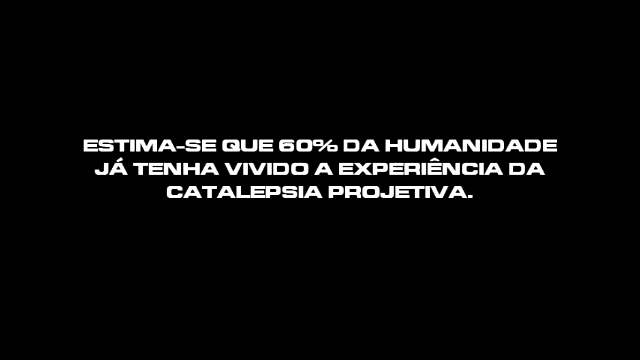 ESTIMA-SE QUE 60% DA HUMANIDADE
JÁ TENHA VIVIDO A EXPERIÊNCIA DA
CATALEPSIA PROJETIVA.